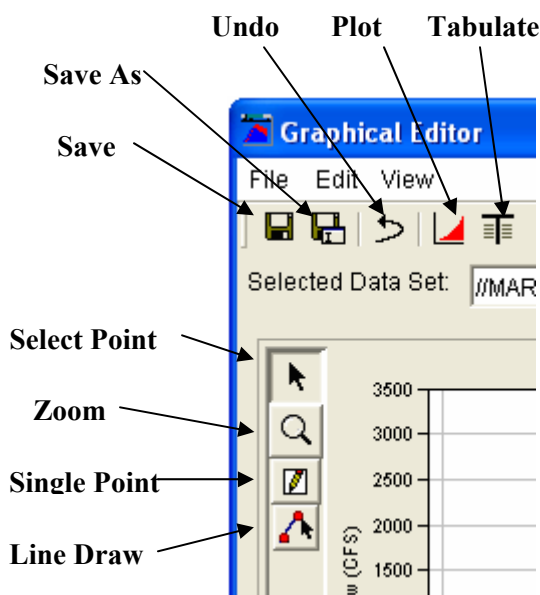 Undo Plot Tabulate
Save As
Save
Graphical Editor
File Edit View
Selected Data Set: //MAR
Select Point
Zoom
Single Point
Line Draw
3500
3000
2500
2000
1500
(CFS)